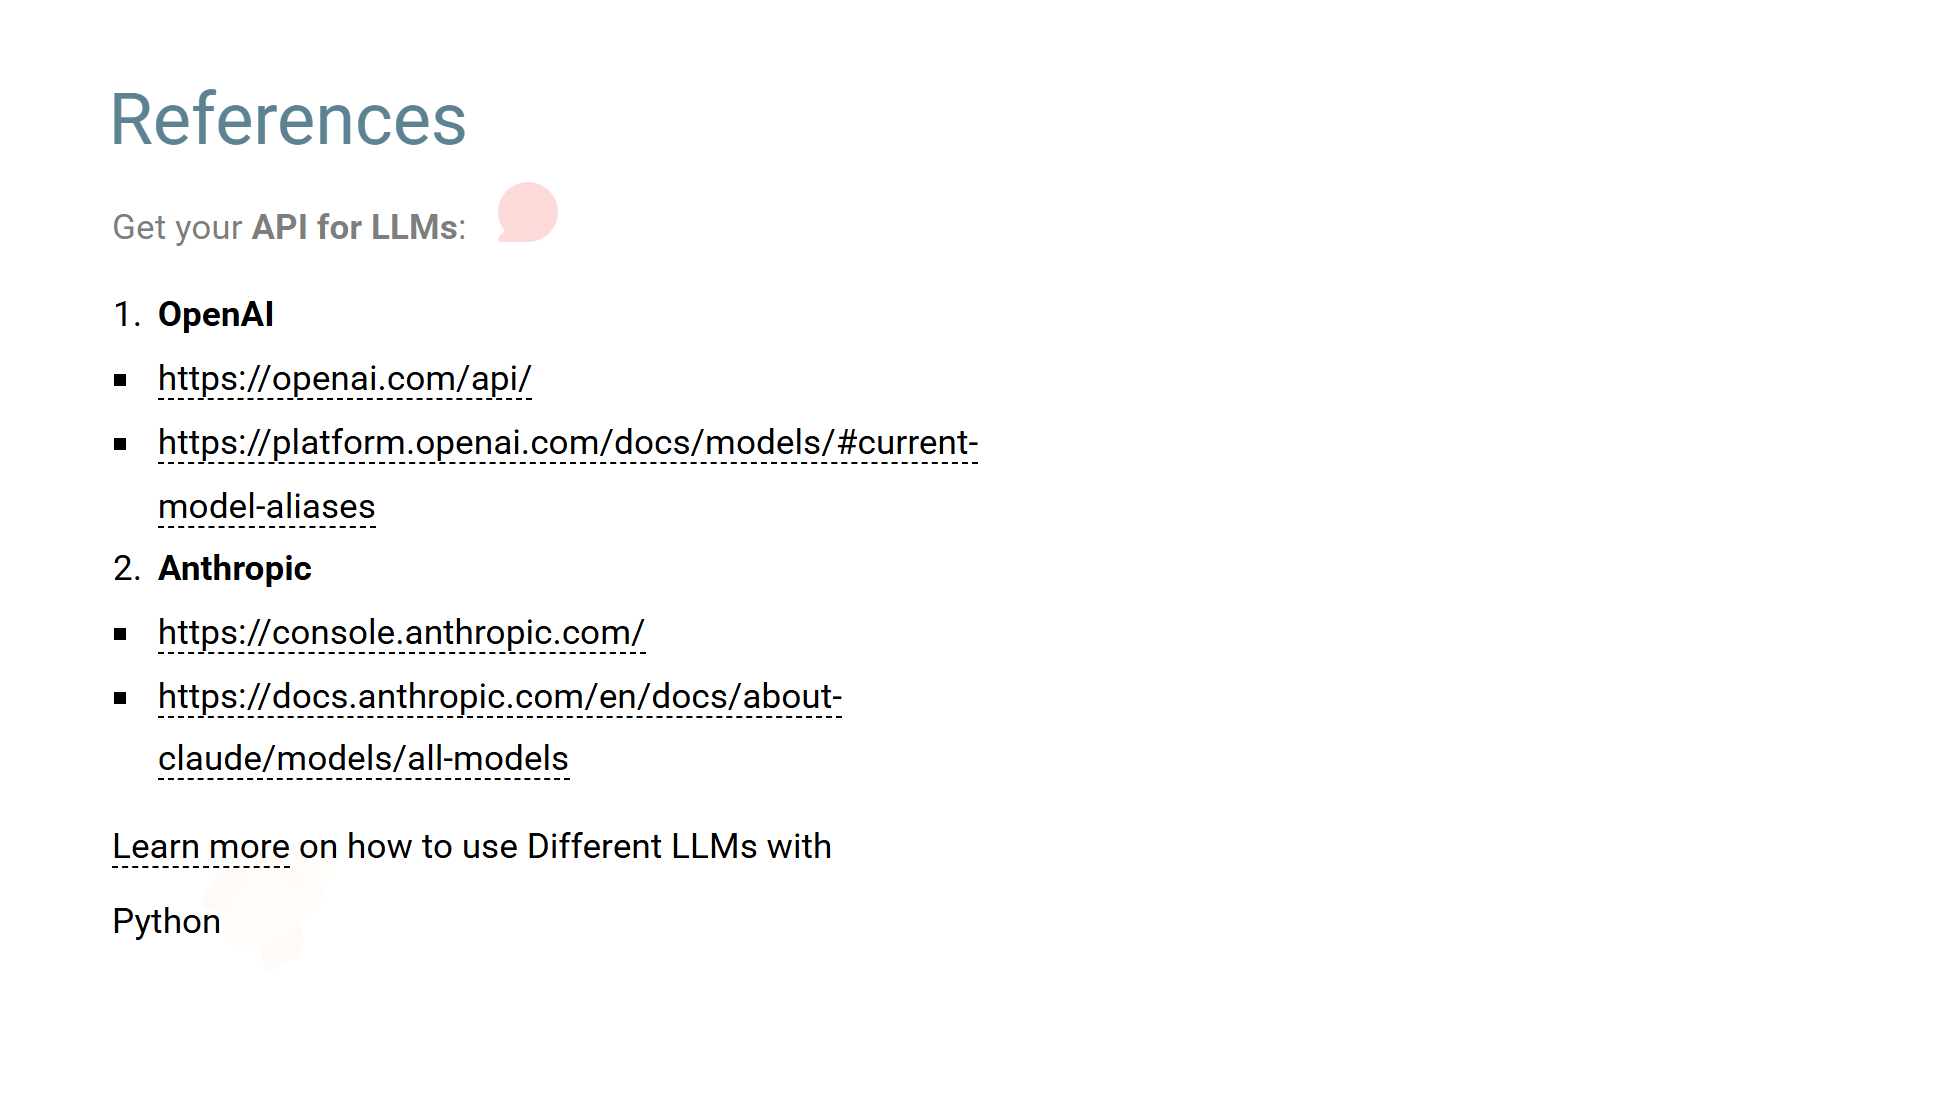 References
Get your API for LLMs:
1. OpenAI
▪ https://openai.com/api/
▪ https://platform.openai.com/docs/models/#current-
model-aliases
2. Anthropic
▪ https://console.anthropic.com/
▪ https://docs.anthropic.com/en/docs/about-
claude/models/all-models
Learn more on how to use Different LLMs with
Python